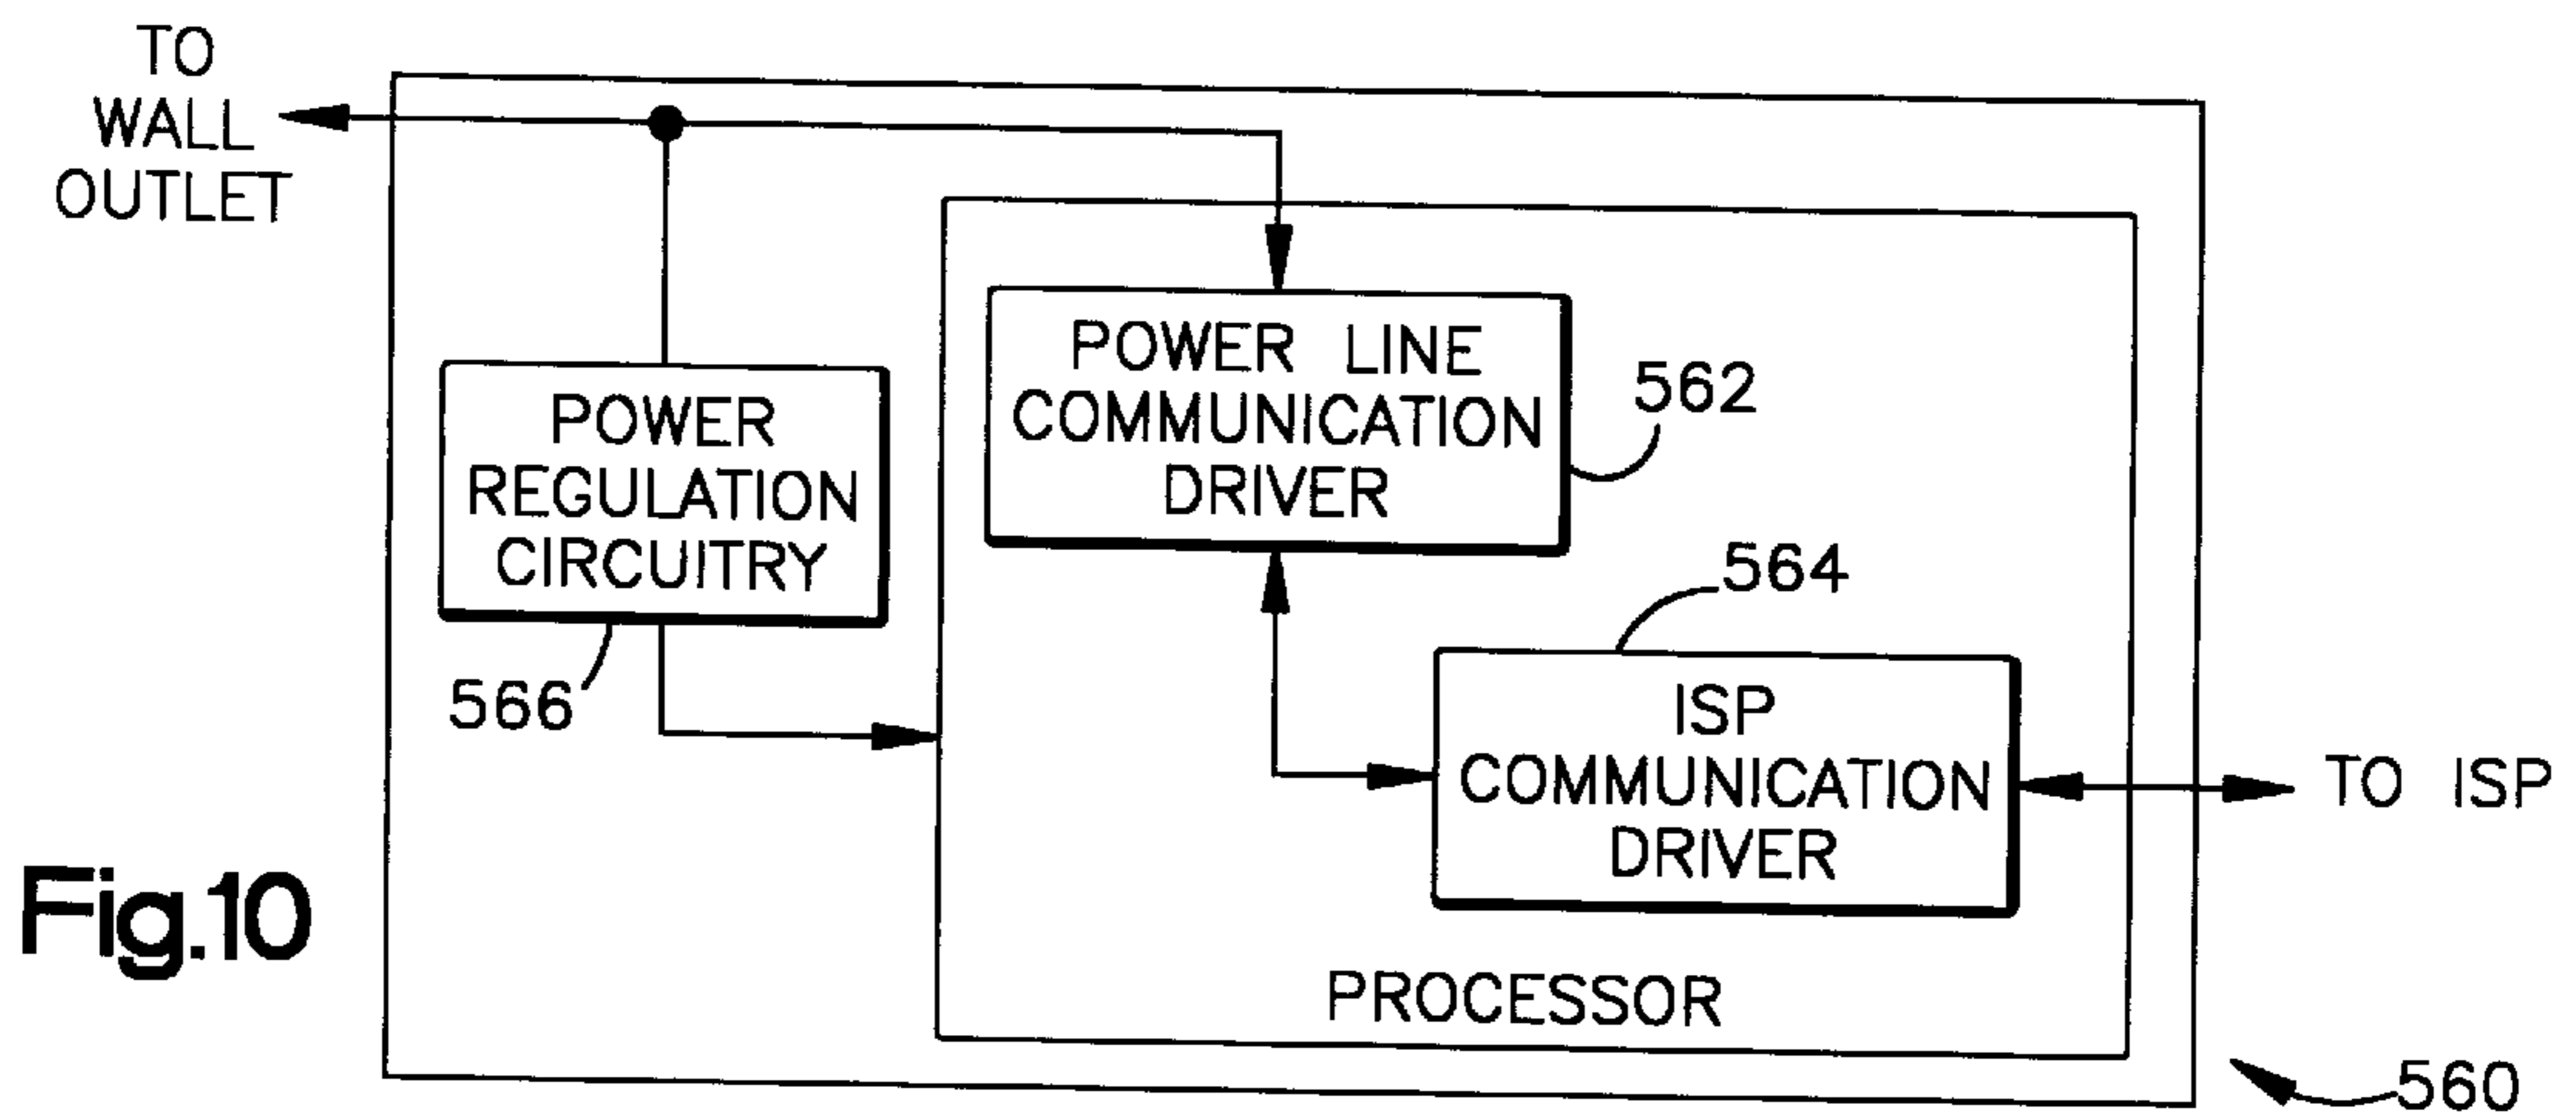 TO
WALL
OUTLET
POWER
REGULATION
CIRCUITRY
566
POWER LINE
COMMUNICATION
DRIVER
562
564
ISP
COMMUNICATION
DRIVER
TO ISP
PROCESSOR
560
Fig.10